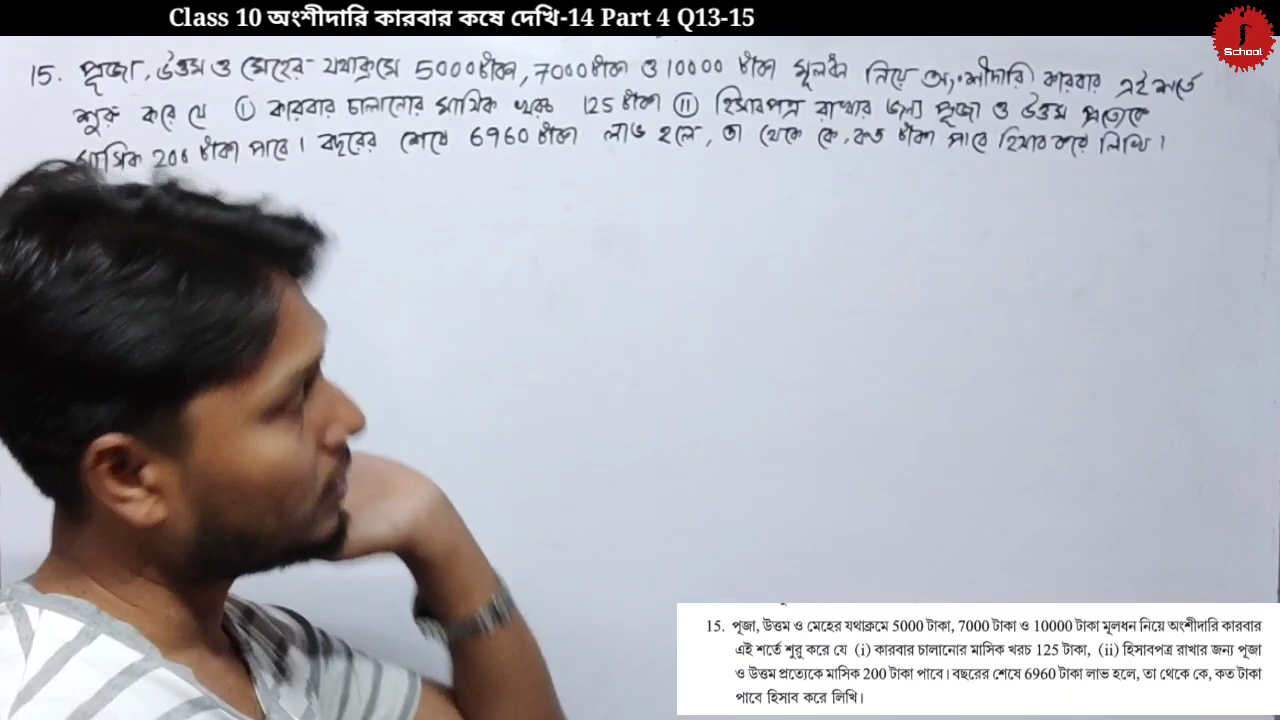 Class 10 অংশীদারি কারবার কষে দেখি-14 Part 4 Q13-15
School
15. পূজা, উত্তম ও মেহের যথাক্রমে 5000 টাকা, 7000 টাকা ও 10000 টাকা মূলধন নিয়ে অংশীদারি কারবার এই শর্তে
শুরু করে যে (i) কারবার চালানোর মাসিক খরচ 125 টাকা (ii) হিসাবপত্র রাখার জন্য পূজা ও উত্তম প্রত্যেকে
মাসিক 200 টাকা পাবে। বছরের শেষে 6960 টাকা লাভ হলে, তা থেকে কে, কত টাকা পাবে হিসাব করে লিখি।
15. পূজা, উত্তম ও মেহের যথাক্রমে 5000 টাকা, 7000 টাকা ও 10000 টাকা মূলধন নিয়ে অংশীদারি কারবার
এই শর্তে শুরু করে যে (i) কারবার চালানোর মাসিক খরচ 125 টাকা, (ii) হিসাবপত্র রাখার জন্য পূজা
ও উত্তম প্রত্যেকে মাসিক 200 টাকা পাবে। বছরের শেষে 6960 টাকা লাভ হলে, তা থেকে কে, কত টাকা
পাবে হিসাব করে লিখি।